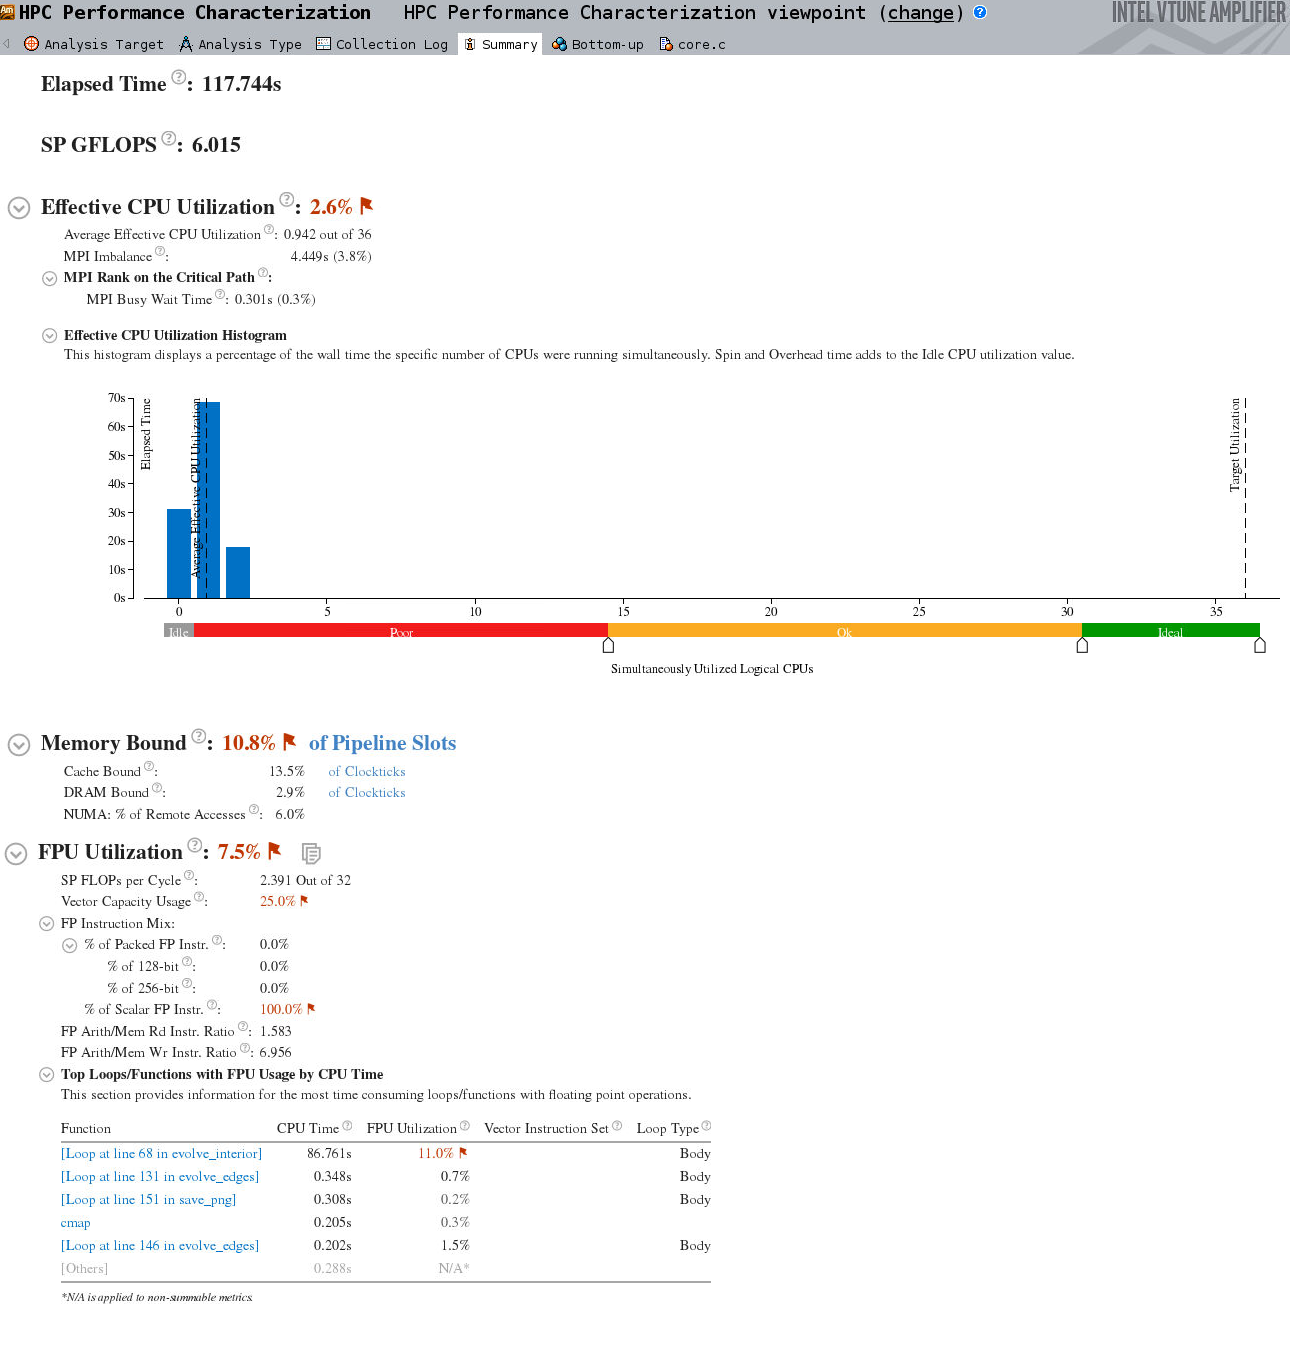 HPC Performance Characterization HPC Performance Characterization viewpoint (change) ? INTEL VTUNE AMPLIFIER
Analysis Target Analysis Type Collection Log Summary Bottom-up core.c
Elapsed Time ?: 117.744s
SP GFLOPS ?: 6.015
Effective CPU Utilization ?: 2.6%
Average Effective CPU Utilization ?: 0.942 out of 36
MPI Imbalance ?: 4.449s (3.8%)
MPI Rank on the Critical Path ?:
MPI Busy Wait Time ?: 0.301s (0.3%)
Effective CPU Utilization Histogram
This histogram displays a percentage of the wall time the specific number of CPUs were running simultaneously. Spin and Overhead time adds to the Idle CPU utilization value.
70s
60s
50s
40s
30s
20s
10s
0s
Elapsed Time
Average Effective CPU Utilization
Target Utilization
0 5 10 15 20 25 30 35
Idle Poor Ok Ideal
Simultaneously Utilized Logical CPUs
Memory Bound ?: 10.8% of Pipeline Slots
Cache Bound ?: 13.5% of Clockticks
DRAM Bound ?: 2.9% of Clockticks
NUMA: % of Remote Accesses ?: 6.0%
FPU Utilization ?: 7.5%
SP FLOPs per Cycle ?: 2.391 Out of 32
Vector Capacity Usage ?: 25.0%
FP Instruction Mix:
% of Packed FP Instr. ?: 0.0%
% of 128-bit ?: 0.0%
% of 256-bit ?: 0.0%
% of Scalar FP Instr. ?: 100.0%
FP Arith/Mem Rd Instr. Ratio ?: 1.583
FP Arith/Mem Wr Instr. Ratio ?: 6.956
Top Loops/Functions with FPU Usage by CPU Time
This section provides information for the most time consuming loops/functions with floating point operations.
Function CPU Time ? FPU Utilization ? Vector Instruction Set ? Loop Type ?
[Loop at line 68 in evolve_interior] 86.761s 11.0% Body
[Loop at line 131 in evolve_edges] 0.348s 0.7% Body
[Loop at line 151 in save_png] 0.308s 0.2% Body
cmap 0.205s 0.3%
[Loop at line 146 in evolve_edges] 0.202s 1.5% Body
[Others] 0.288s N/A*
*N/A is applied to non-summable metrics.